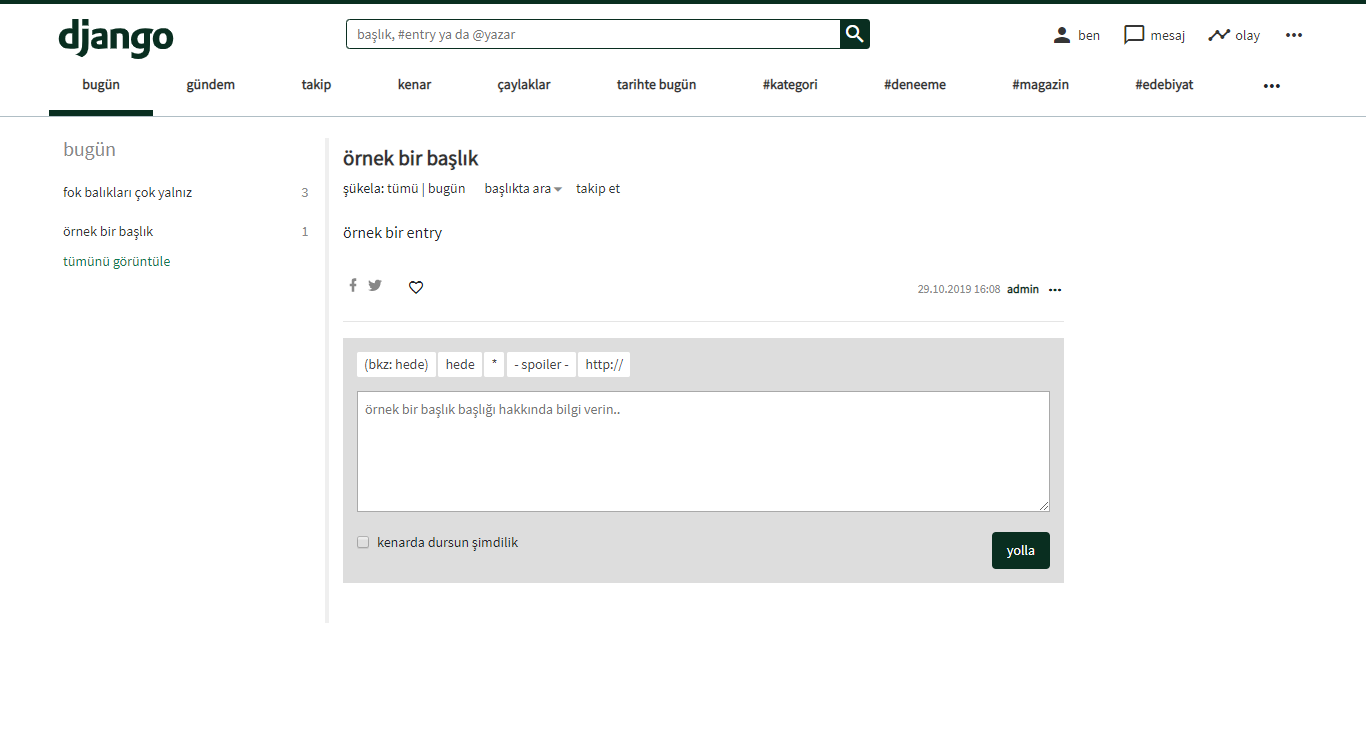 django
başlık, #entry ya da @yazar
ben mesaj olay
bugün gündem takip kenar çaylaklar tarihte bugün #kategori #deneeme #magazin #edebiyat
bugün
fok balıkları çok yalnız 3
örnek bir başlık 1
tümünü görüntüle
örnek bir başlık
şükela: tümü | bugün başlıkta ara takip et
örnek bir entry
29.10.2019 16:08 admin
(bkz: hede) hede * - spoiler - http://
örnek bir başlık başlığı hakkında bilgi verin..
kenarda dursun şimdilik
yolla